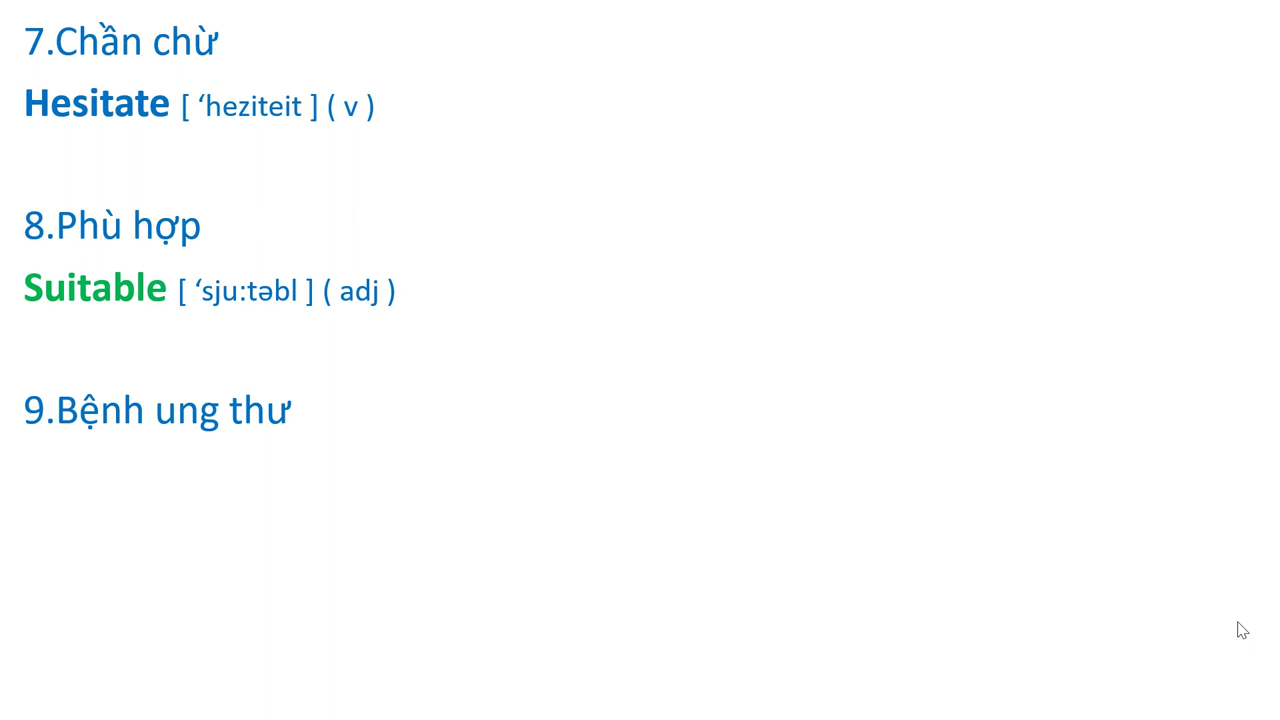 7.Chần chừ
Hesitate [ ‘heziteit ] ( v )
8.Phù hợp
Suitable [ ‘sju:təbl ] ( adj )
9.Bệnh ung thư